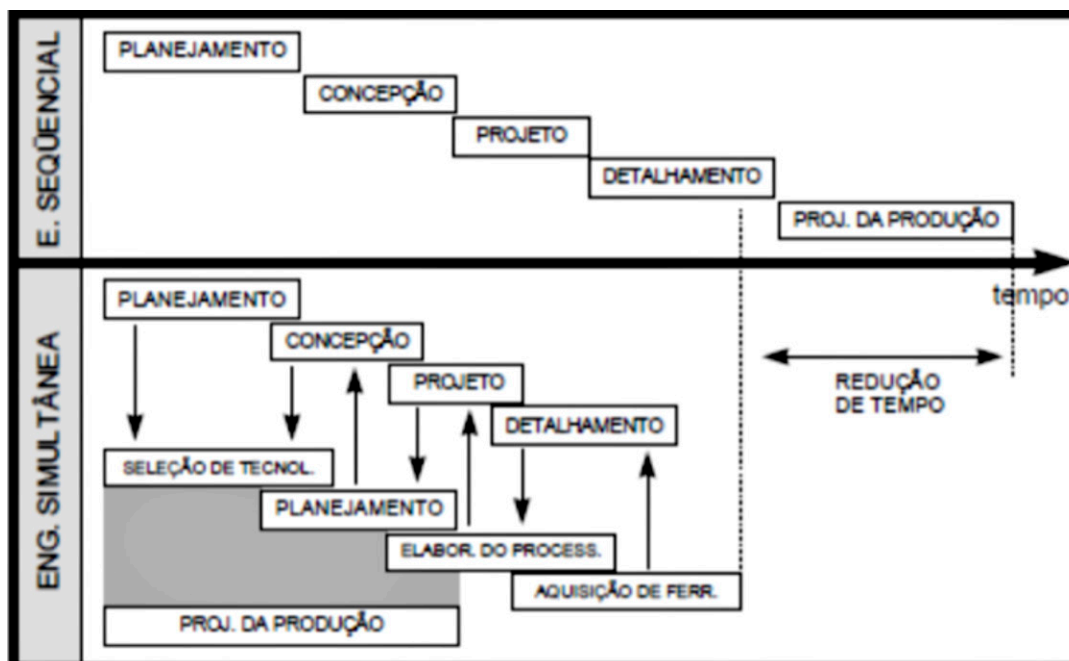 E. SEQÜENCIAL
PLANEJAMENTO
CONCEPÇÃO
PROJETO
DETALHAMENTO
PROJ. DA PRODUÇÃO
tempo
ENG. SIMULTÂNEA
PLANEJAMENTO
CONCEPÇÃO
PROJETO
DETALHAMENTO
REDUÇÃO
DE TEMPO
SELEÇÃO DE TECNOL.
PLANEJAMENTO
ELABOR. DO PROCESS.
AQUISIÇÃO DE FERR.
PROJ. DA PRODUÇÃO